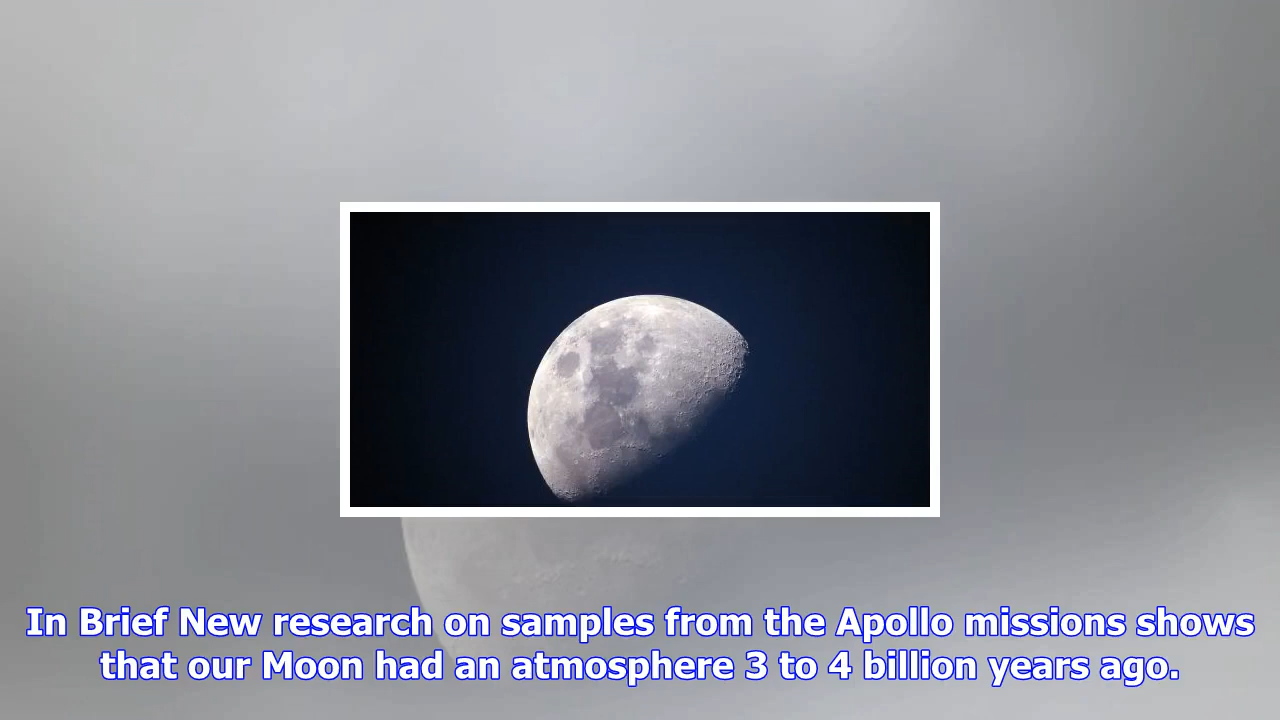 In Brief New research on samples from the Apollo missions shows
that our Moon had an atmosphere 3 to 4 billion years ago.